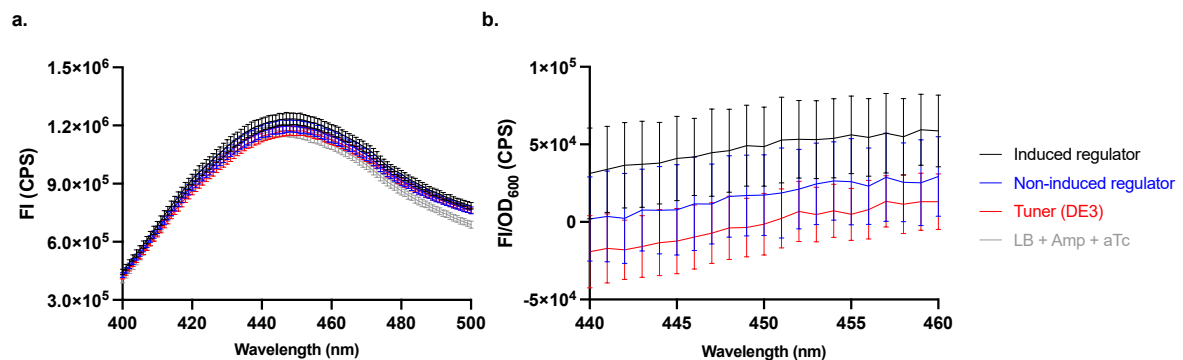 a.
FI (CPS)
1.5×10⁶
1.2×10⁶
9.0×10⁵
6.0×10⁵
3.0×10⁵
400 420 440 460 480 500
Wavelength (nm)
b.
FI/OD₆₀₀ (CPS)
1×10⁵
5×10⁴
0
-5×10⁴
440 445 450 455 460
Wavelength (nm)
Induced regulator
Non-induced regulator
Tuner (DE3)
LB + Amp + aTc